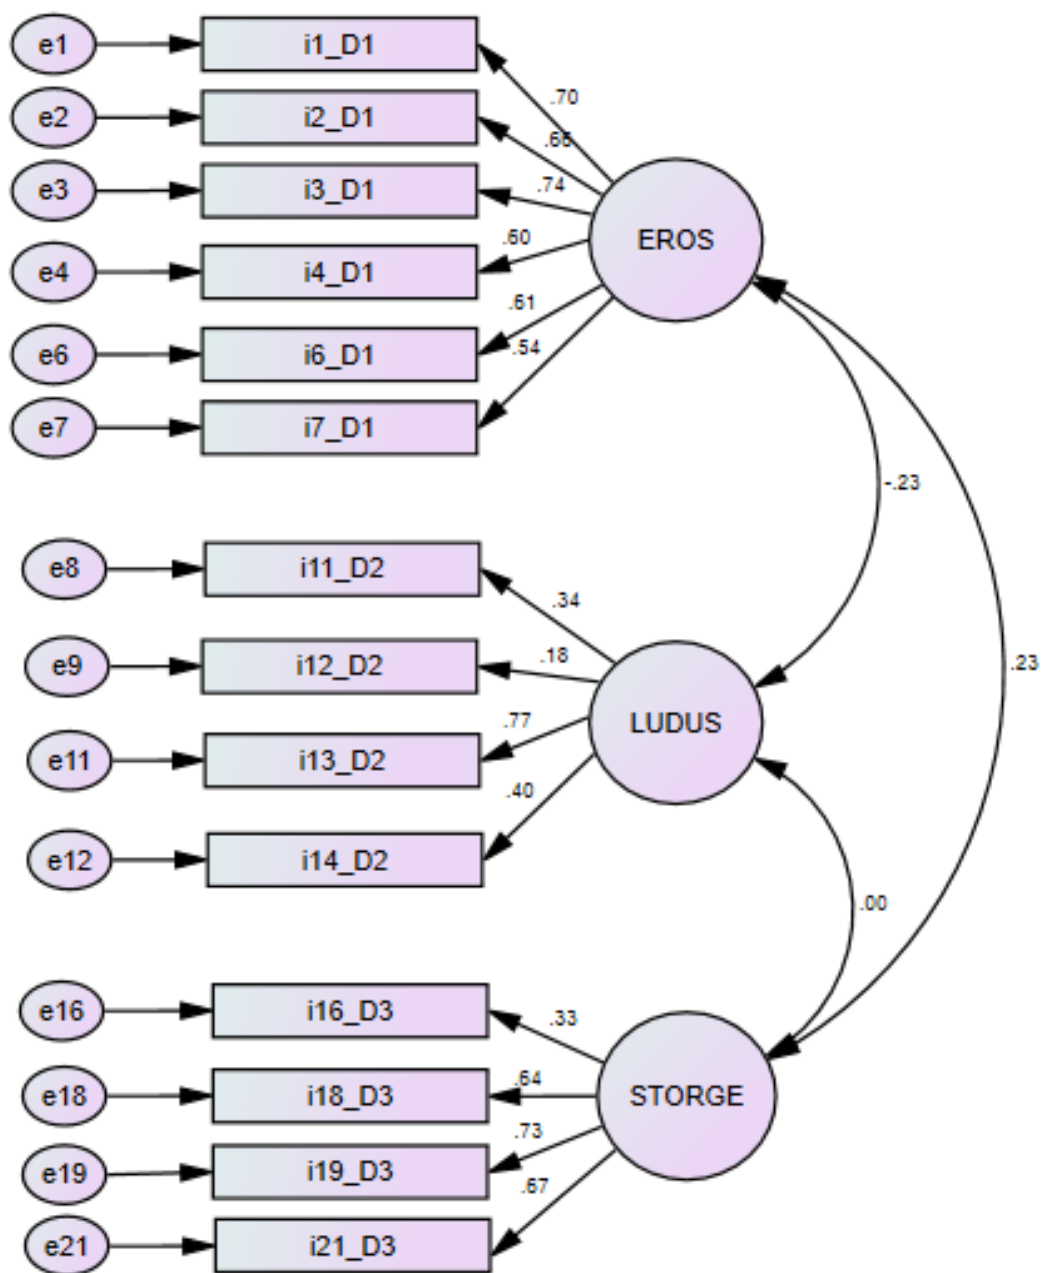 e1 i1_D1
.70
e2 i2_D1
.66
e3 i3_D1
.74
EROS
e4 i4_D1
.60
e6 i6_D1
.61
e7 i7_D1
.54
-.23
e8 i11_D2
.34
e9 i12_D2
.18
.23
LUDUS
e11 i13_D2
.77
e12 i14_D2
.40
.00
e16 i16_D3
.33
e18 i18_D3
.64
STORGE
e19 i19_D3
.73
e21 i21_D3
.67